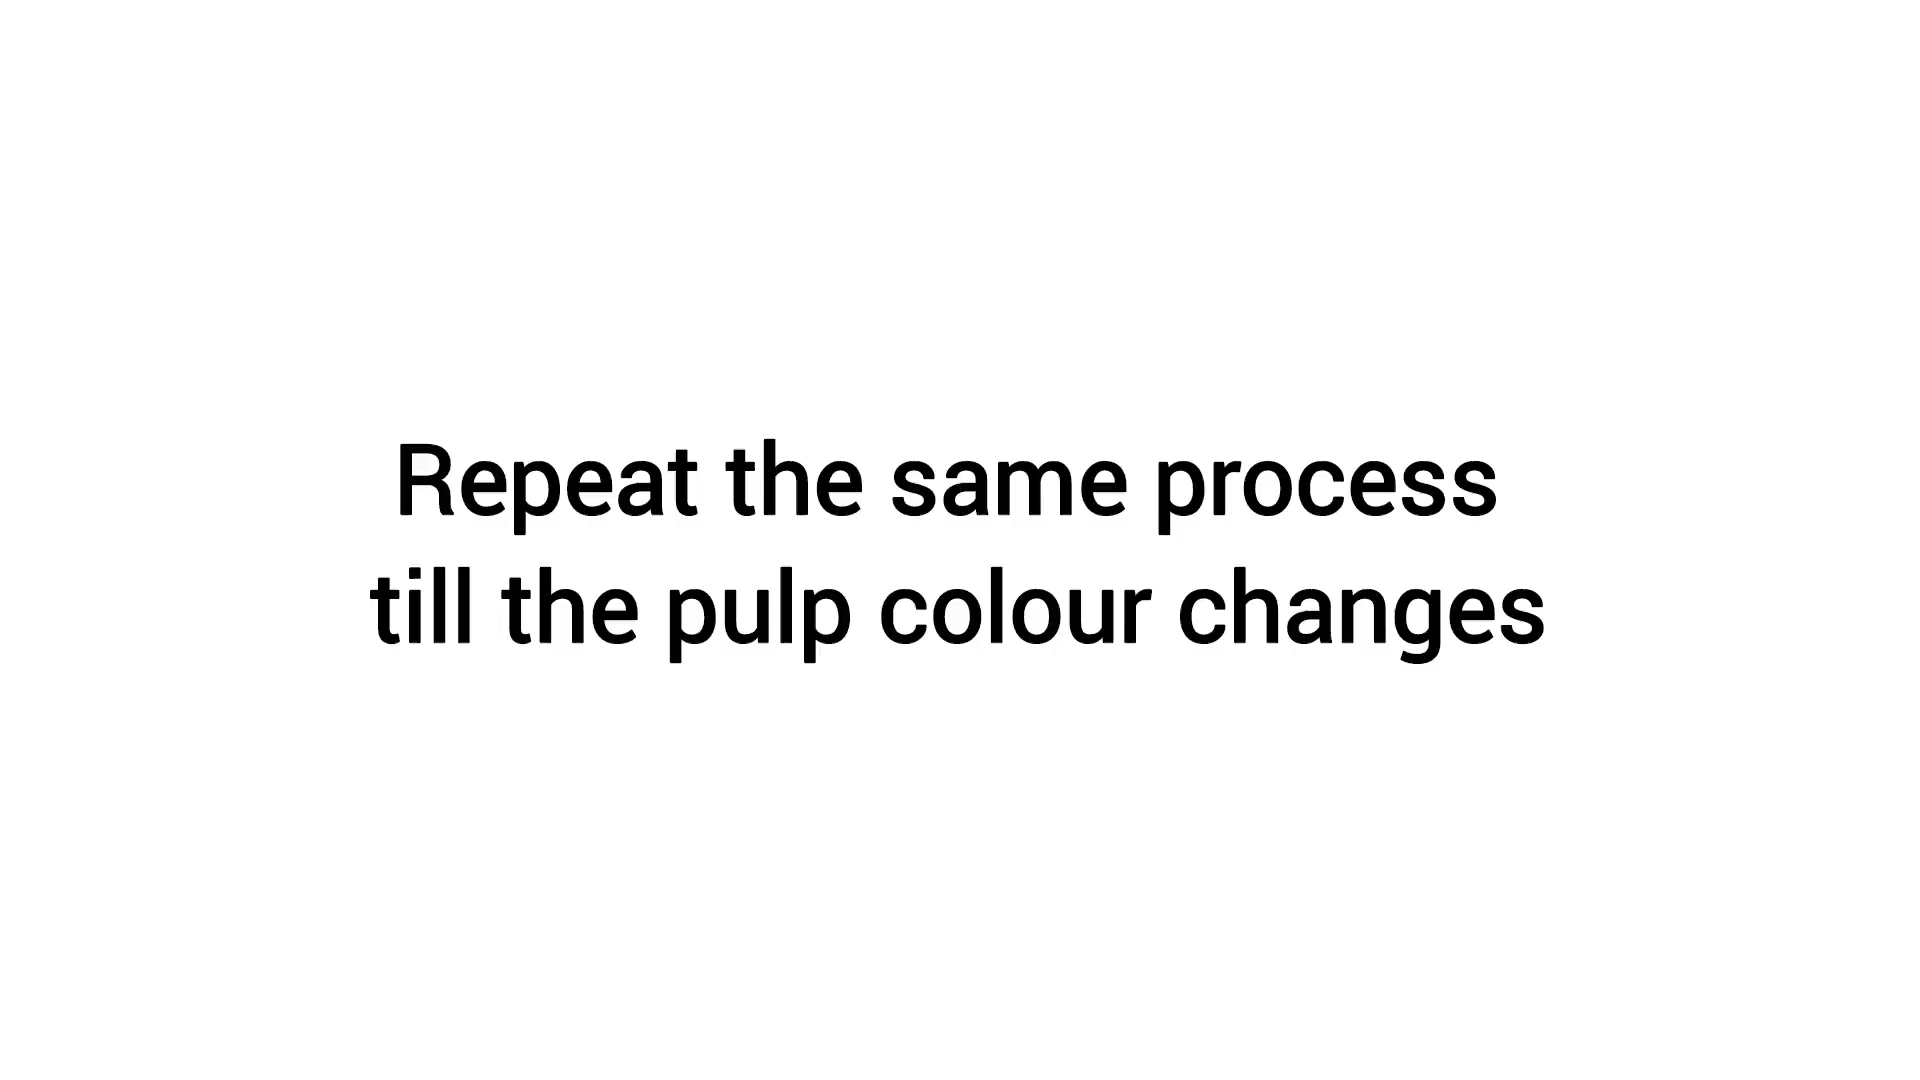 Repeat the same process
till the pulp colour changes